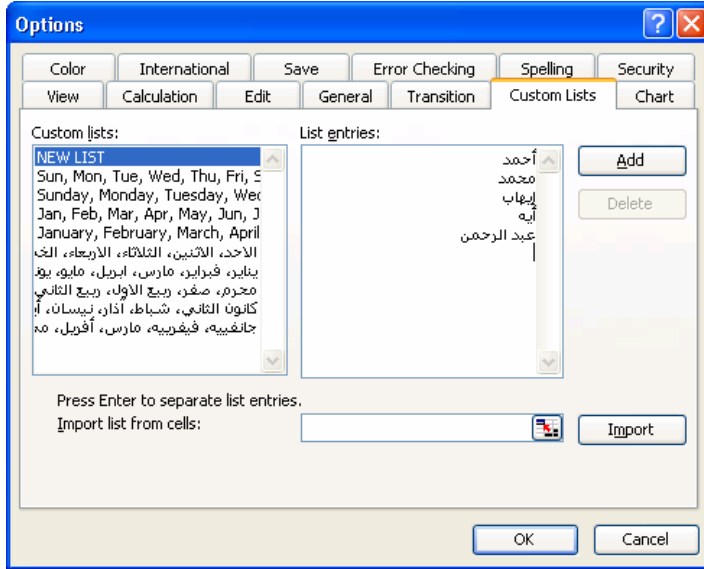 Options
Color International Save Error Checking Spelling Security
View Calculation Edit General Transition Custom Lists Chart
Custom lists:
NEW LIST
Sun, Mon, Tue, Wed, Thu, Fri, S
Sunday, Monday, Tuesday, Wed
Jan, Feb, Mar, Apr, May, Jun, J
January, February, March, April
الاحد، الاثنين، الثلاثاء، الاربعاء، الخ
يناير، فبراير، مارس، ابريل، مايو، يون
محرم، صفر، ربيع الاول، ربيع الثاني
كانون الثاني، شباط، آذار، نيسان، أ
جانفييه، فيفرييه، مارس، أفريل، م
List entries:
أحمد
محمد
إيهاب
أيه
عبد الرحمن
Add
Delete
Press Enter to separate list entries.
Import list from cells:
Import
OK Cancel